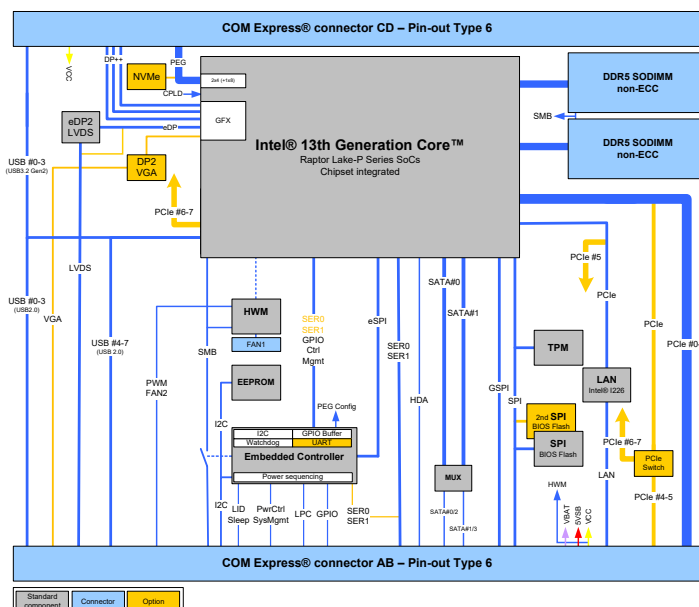 COM Express® connector CD – Pin-out Type 6
VCC
DP++
PEG
NVMe
2x4 (+1x8)
CPLD
GFX
eDP
eDP2
LVDS
DP2
VGA
Intel® 13th Generation Core™
Raptor Lake-P Series SoCs
Chipset integrated
DDR5 SODIMM
non-ECC
SMB
DDR5 SODIMM
non-ECC
USB #0-3
(USB3.2 Gen2)
PCIe #6-7
PCIe #5
LVDS
USB #0-3
(USB2.0)
VGA
USB #4-7
(USB 2.0)
SMB
PWM
FAN2
HWM
FAN1
EEPROM
I2C
SER0
SER1
GPIO
Ctrl
Mgmt
eSPI
SER0
SER1
HDA
SATA#0
SATA#1
GSPI
SPI
TPM
PCIe
PCIe
PCIe #0-
LAN
Intel® I226
2nd SPI
BIOS Flash
SPI
BIOS Flash
PCIe #6-7
PCIe
Switch
PEG Config
I2C
GPIO Buffer
Watchdog
UART
Embedded Controller
Power sequencing
MUX
I2C
LID
Sleep
PwrCtrl
SysMgmt
LPC
GPIO
SER0
SER1
SATA#0/2
SATA#1/3
HWM
VBAT
5VSB
VCC
LAN
PCIe #4-5
COM Express® connector AB – Pin-out Type 6
Standard
component
Connector
Option